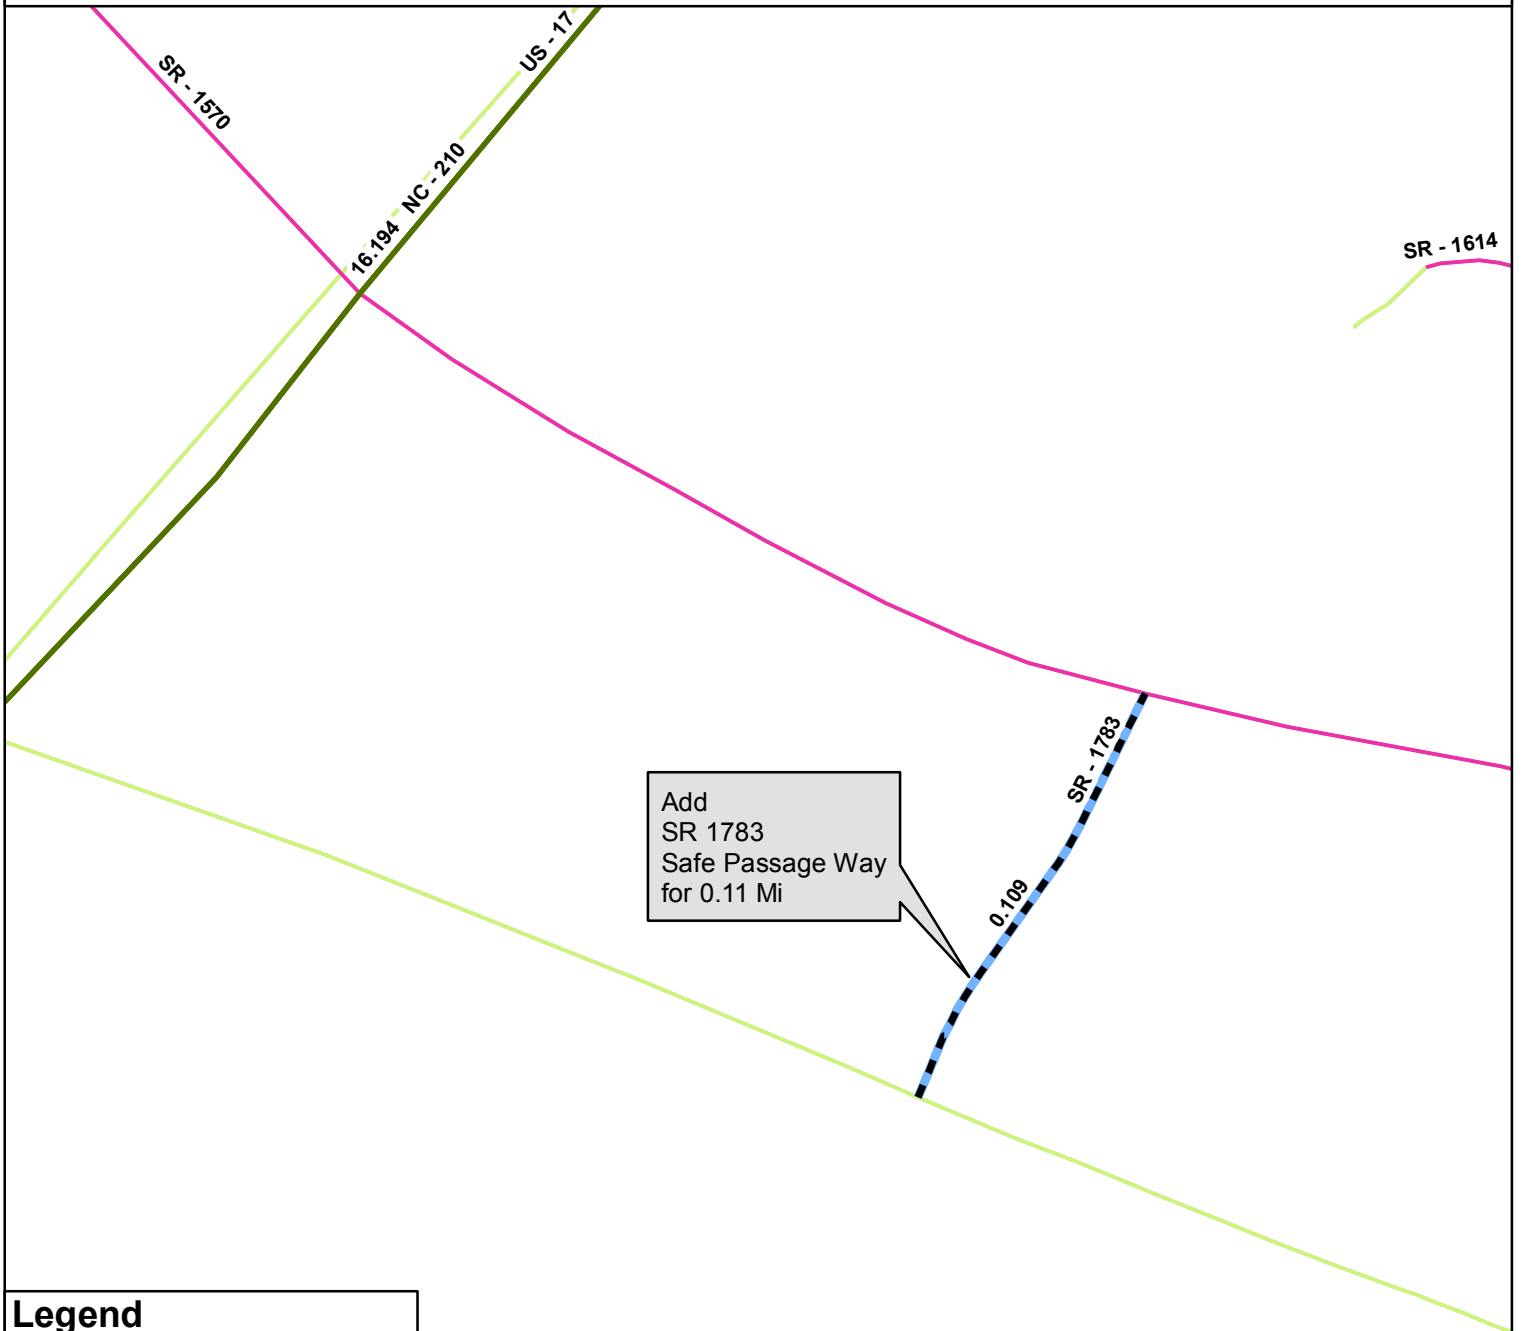 US - 17
SR - 1570
NC - 210
16.194
SR - 1614
SR - 1783
Add
SR 1783
Safe Passage Way
for 0.11 Mi
0.109
Legend